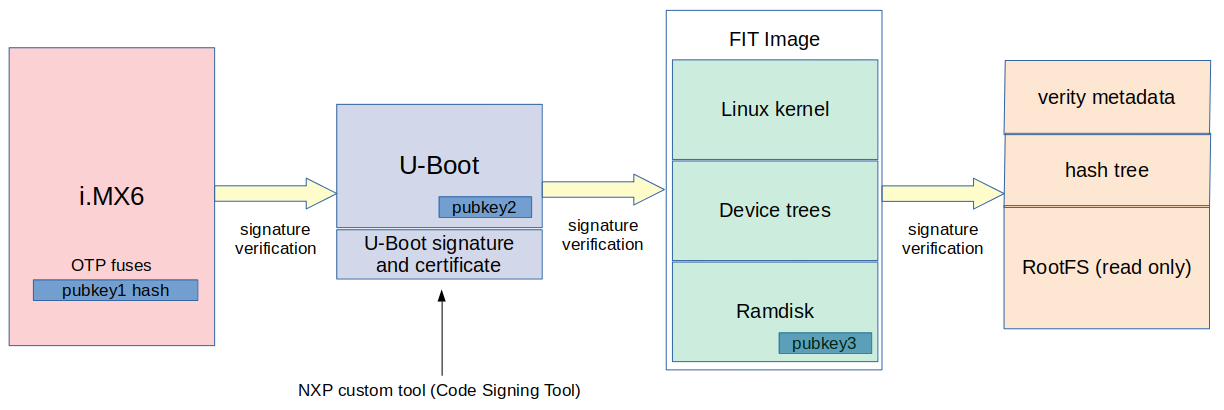 i.MX6
OTP fuses
pubkey1 hash
signature
verification
U-Boot
pubkey2
U-Boot signature
and certificate
NXP custom tool (Code Signing Tool)
signature
verification
FIT Image
Linux kernel
Device trees
Ramdisk
pubkey3
signature
verification
verity metadata
hash tree
RootFS (read only)